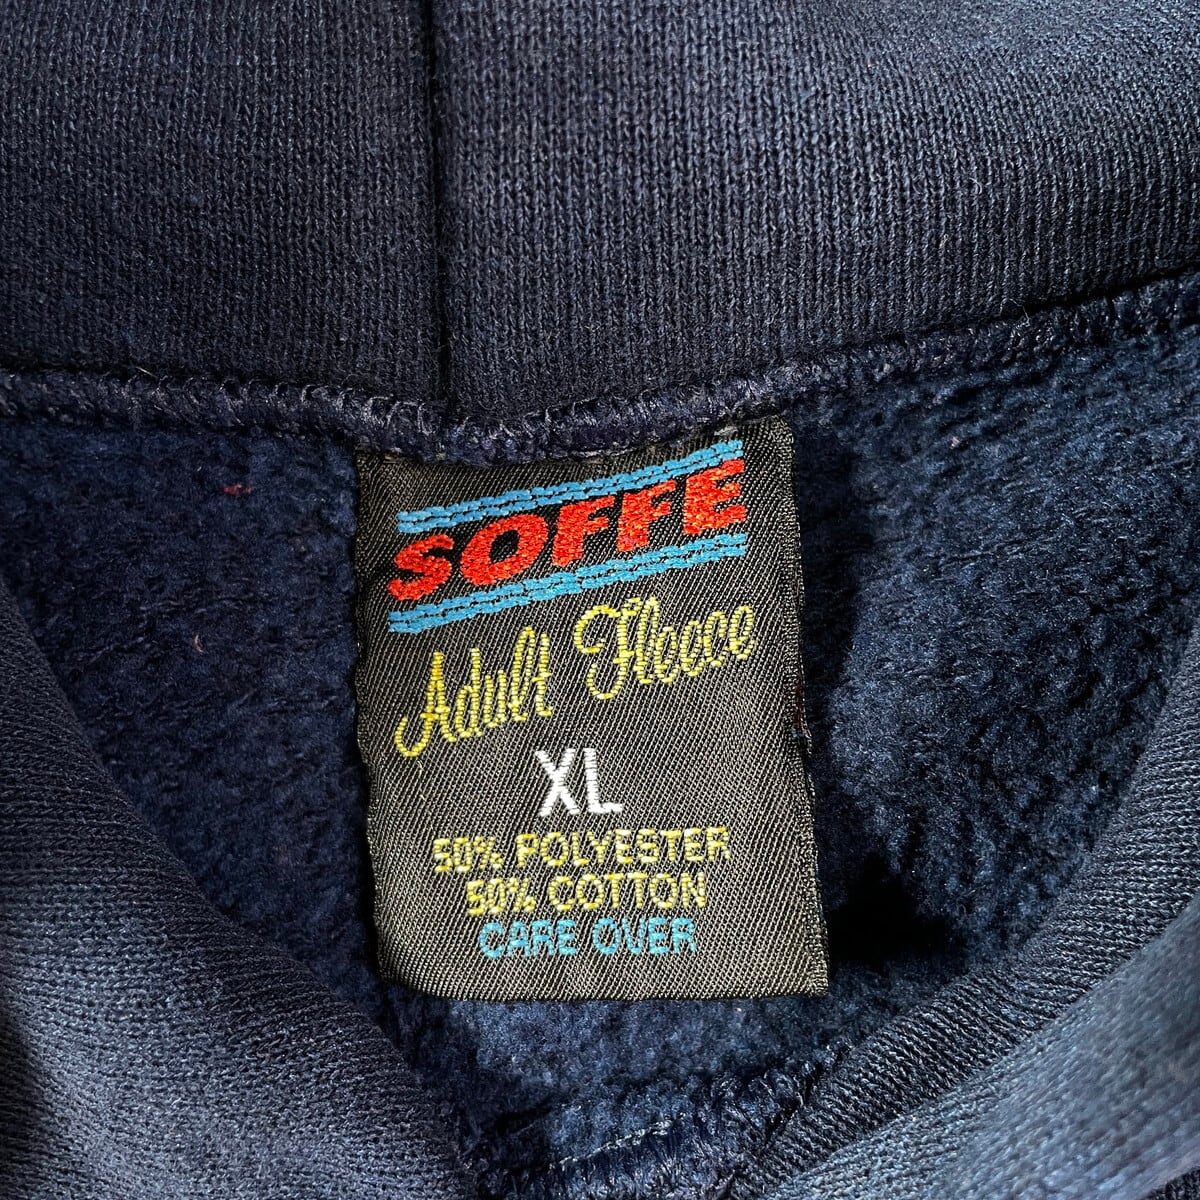 SOFFE
Adult Fleece
XL
50% POLYESTER
50% COTTON
CARE OVER